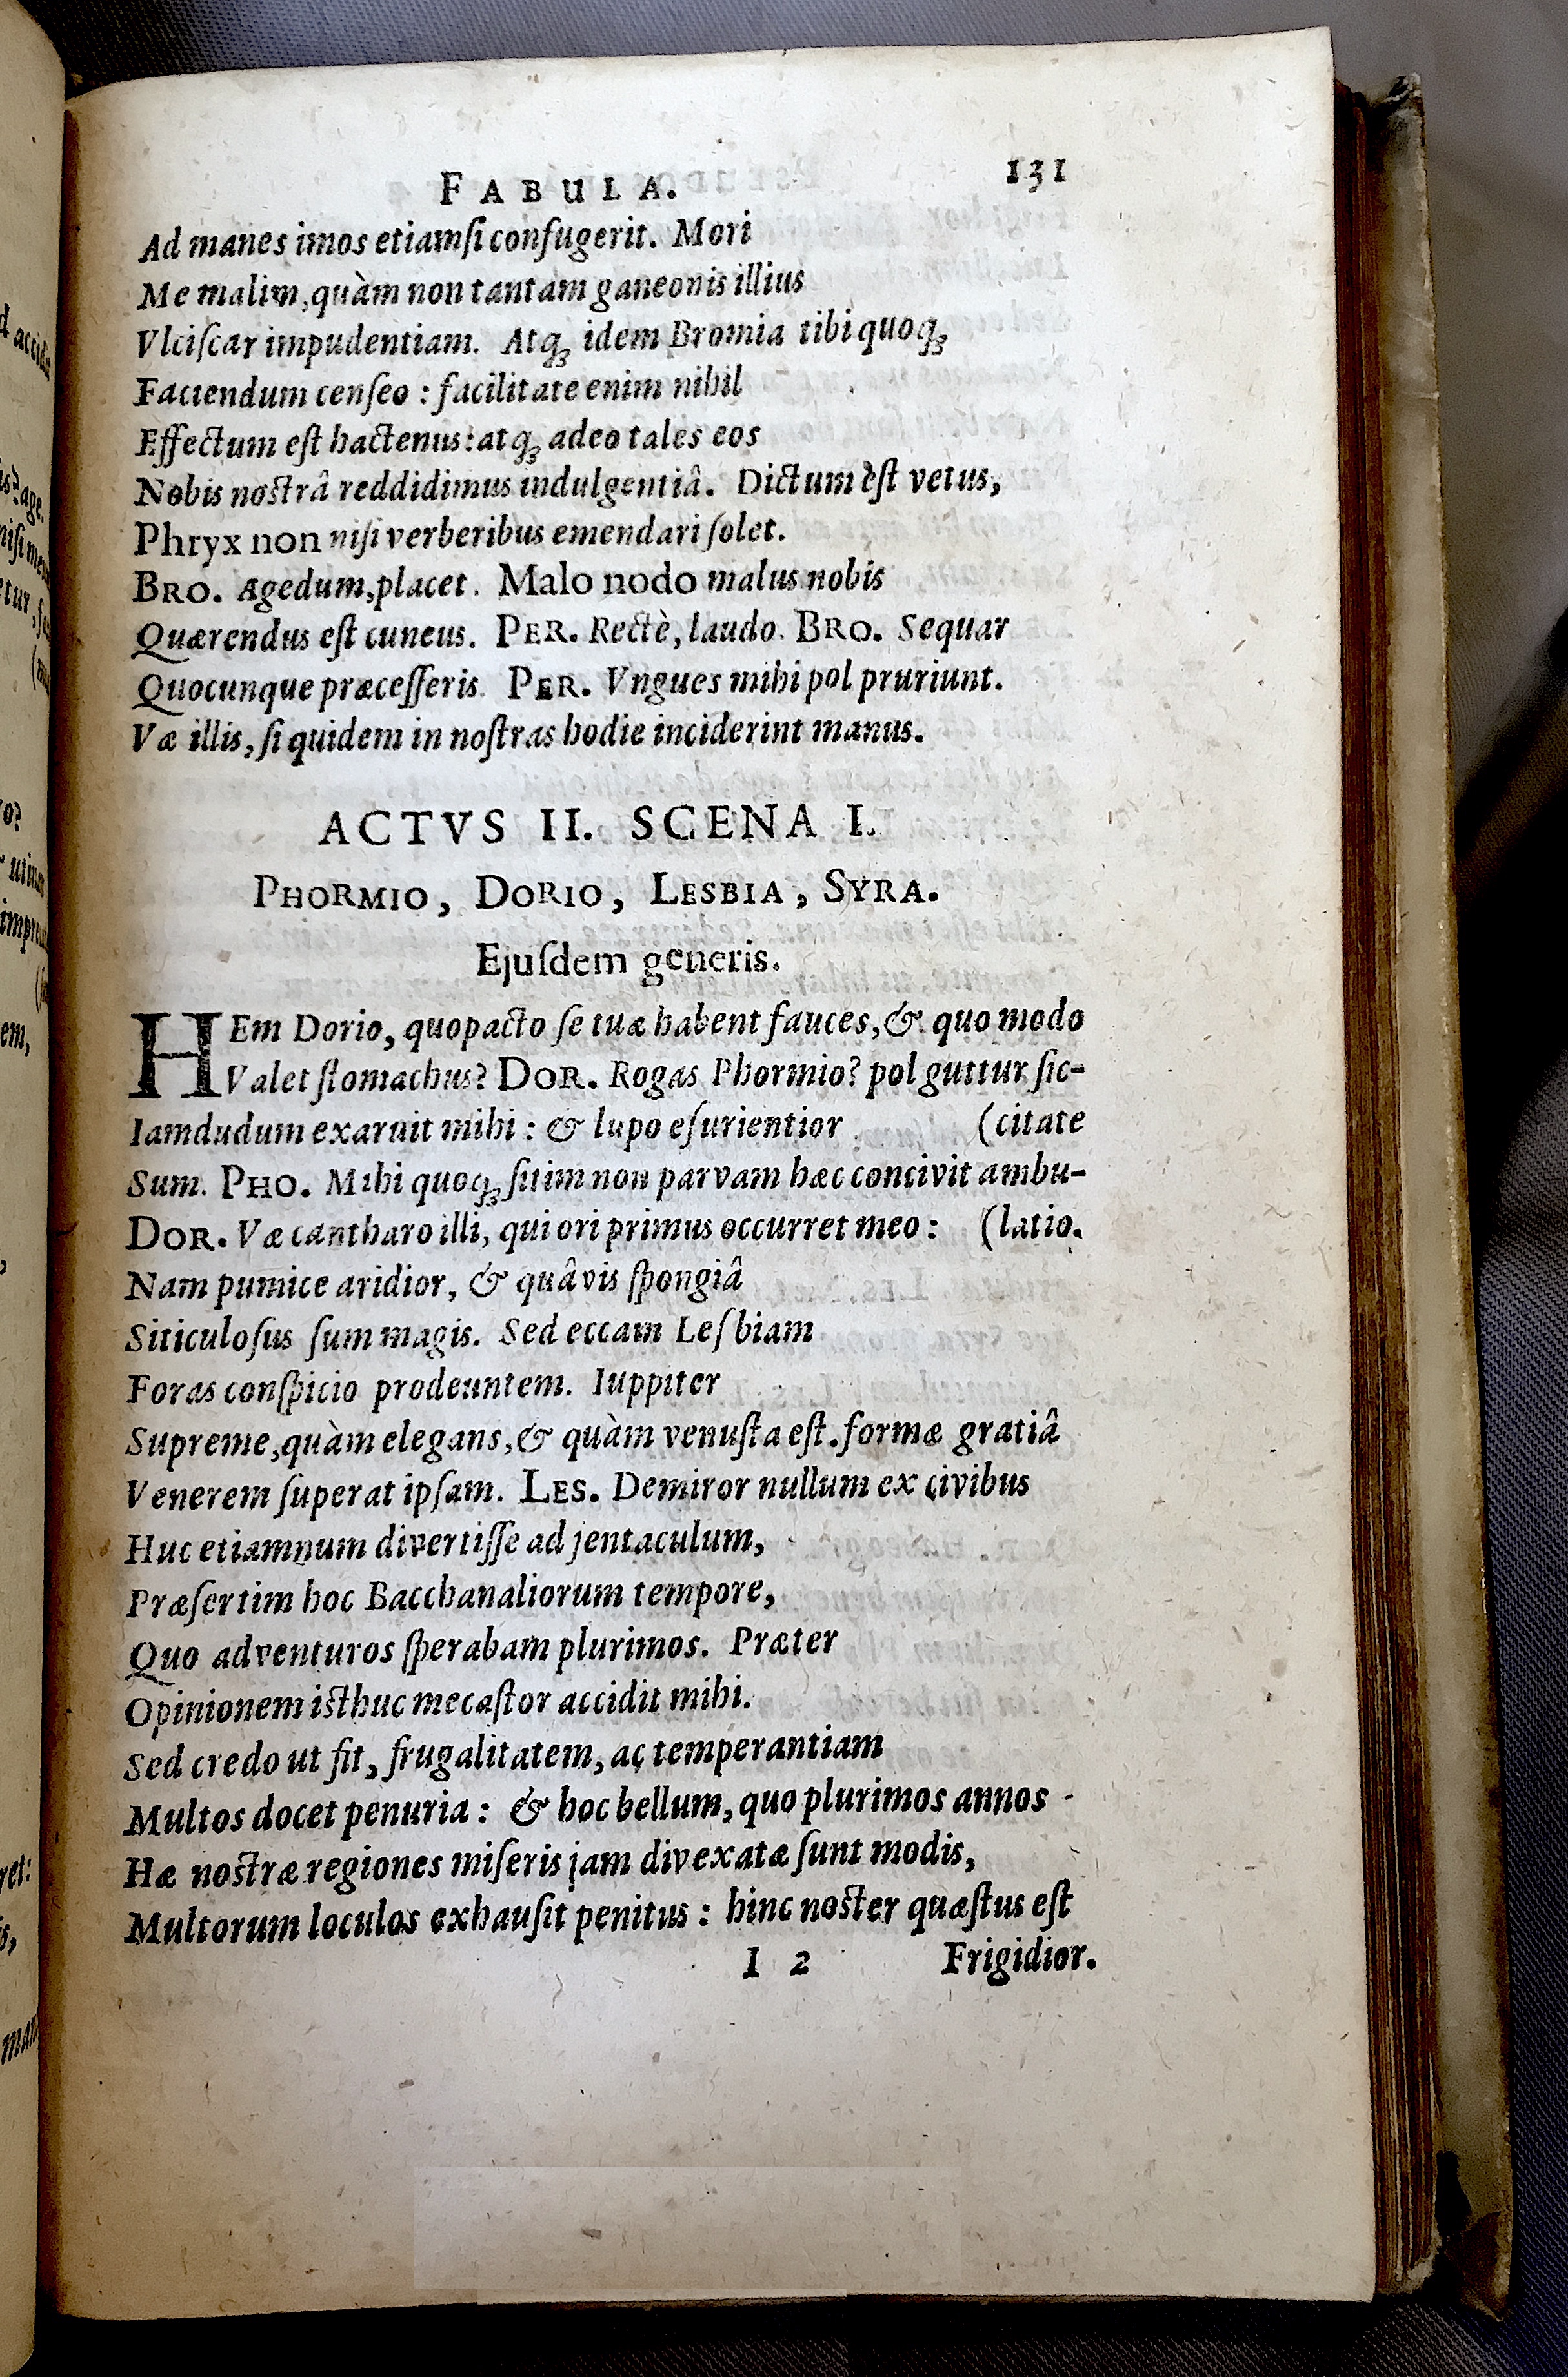 FABULA. 131
Ad manes imos etiamſi confugerit. Mori
Me malim, quàm non tantam ganeonis illius
Vlciſcar impudentiam. Atq; idem Bromia tibi quoq;
Faciendum cenſeo : facilitate enim nihil
Effectum eſt hactenus: atq; adeo tales eos
Nobis noſtrâ reddidimus indulgentiâ. Dictum èſt vetus,
Phryx non niſi verberibus emendari ſolet.
BRO. Agedum, placet. Malo nodo malus nobis
Quærendus eſt cuneus. PER. Rectè, laudo. BRO. Sequar
Quocunque præceſſeris. PER. Vngues mihi pol pruriunt.
Væ illis, ſi quidem in noſtras hodie inciderint manus.
ACTVS II. SCENA I.
PHORMIO, DORIO, LESBIA, SYRA.
Ejuſdem generis.
HEm Dorio, quopacto ſe tuæ habent fauces, & quo modo
Valet ſtomachus? DOR. Rogas Phormio? pol guttur ſic-
Iamdudum exaruit mihi : & lupo eſurientior (citate
Sum. PHO. Mihi quoq; ſitim non parvam hæc concivit ambu-
DOR. Væ cantharo illi, qui ori primus occurret meo : (latio.
Nam pumice aridior, & quâvis ſpongiâ
Siticuloſus ſum magis. Sed eccam Leſbiam
Foras conſpicio prodeuntem. Iuppiter
Supreme, quàm elegans, & quàm venuſta eſt. formæ gratiâ
Venerem ſuperat ipſam. LES. Demiror nullum ex civibus
Huc etiamnum divertiſſe ad jentaculum,
Præſertim hoc Bacchanaliorum tempore,
Quo adventuros ſperabam plurimos. Præter
Opinionem iſthuc mecaſtor accidit mihi.
Sed credo ut fit, frugalitatem, ac temperantiam
Multos docet penuria : & hoc bellum, quo plurimos annos
Hæ noſtræ regiones miſeris jam divexatæ ſunt modis,
Multorum loculos exhauſit penitus : hinc noſter quæſtus eſt
I 2 Frigidior.